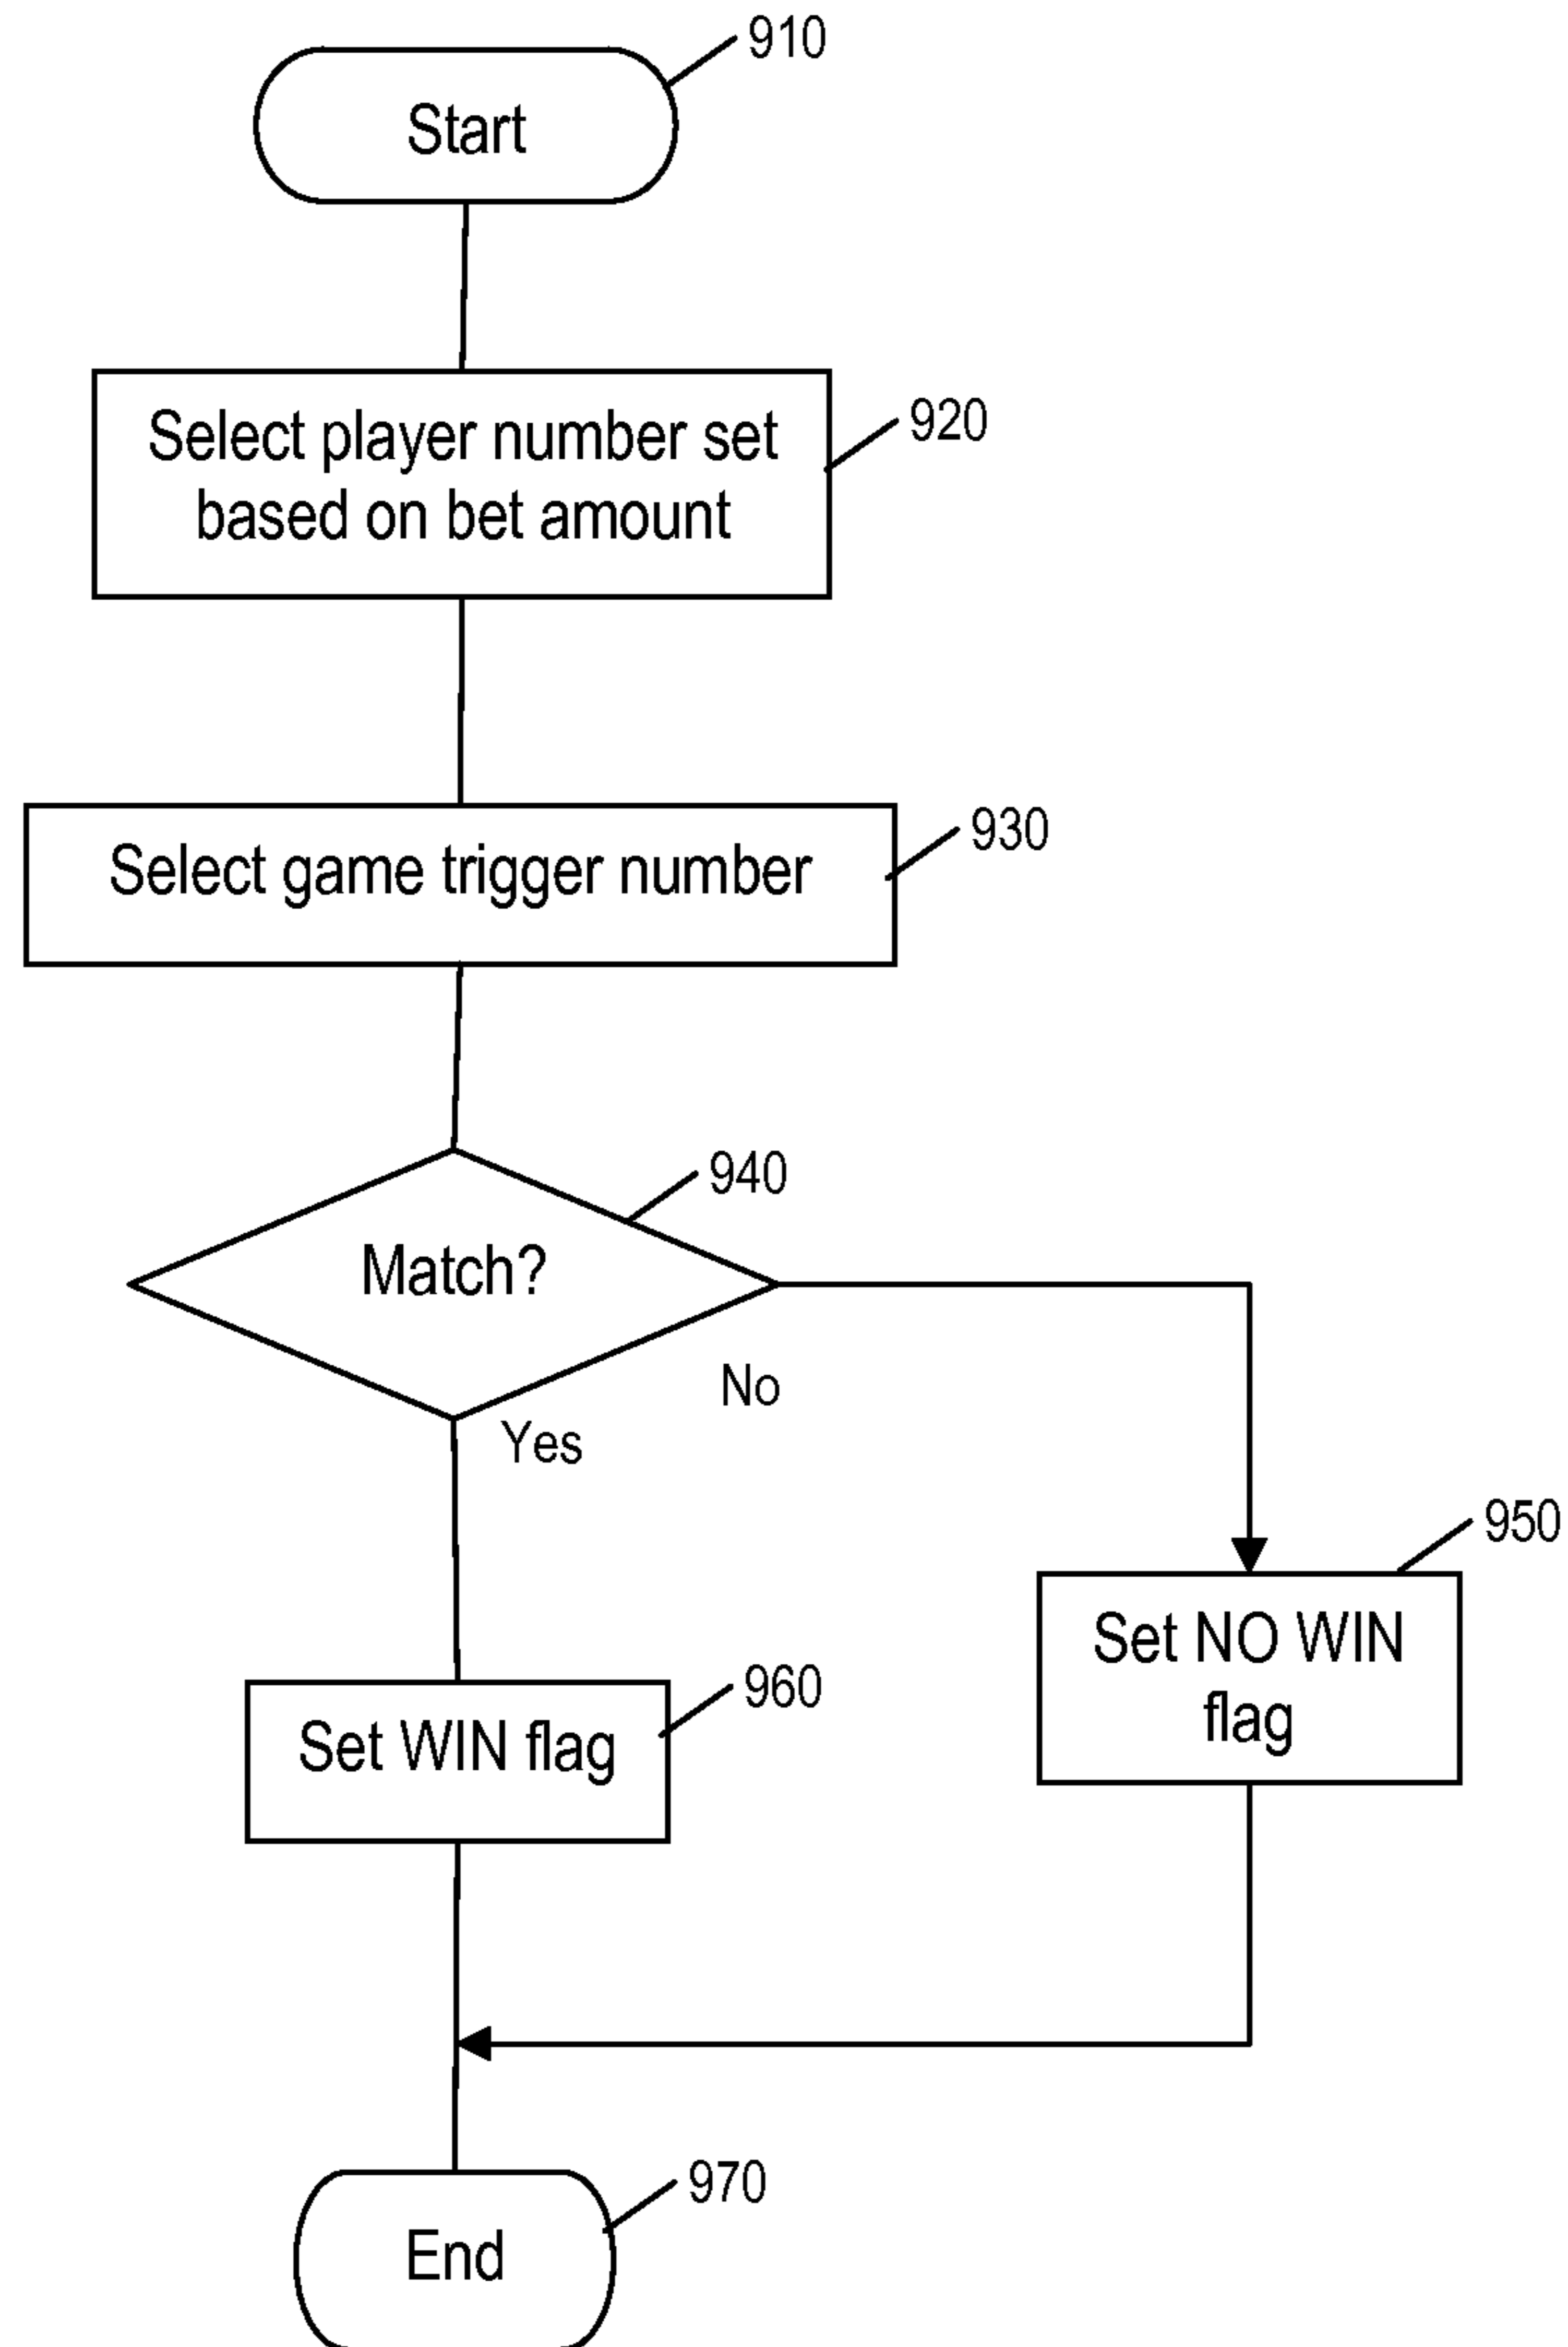 910
Start
920
Select player number set
based on bet amount
930
Select game trigger number
940
Match?
No
Yes
950
Set NO WIN
flag
960
Set WIN flag
970
End